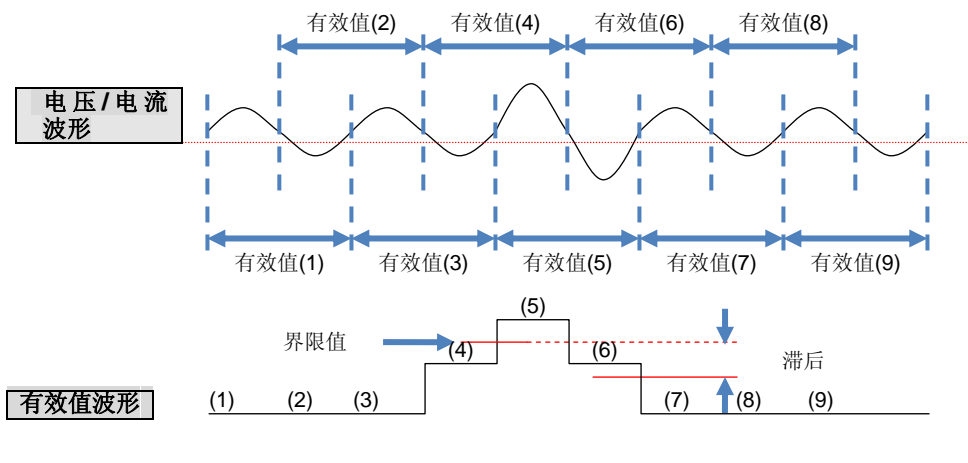 有效值(2) 有效值(4) 有效值(6) 有效值(8)
电 压 / 电 流
波形
有效值(1) 有效值(3) 有效值(5) 有效值(7) 有效值(9)
(5)
界限值
(4) (6)
滞后
有效值波形
(1) (2) (3) (7) (8) (9)